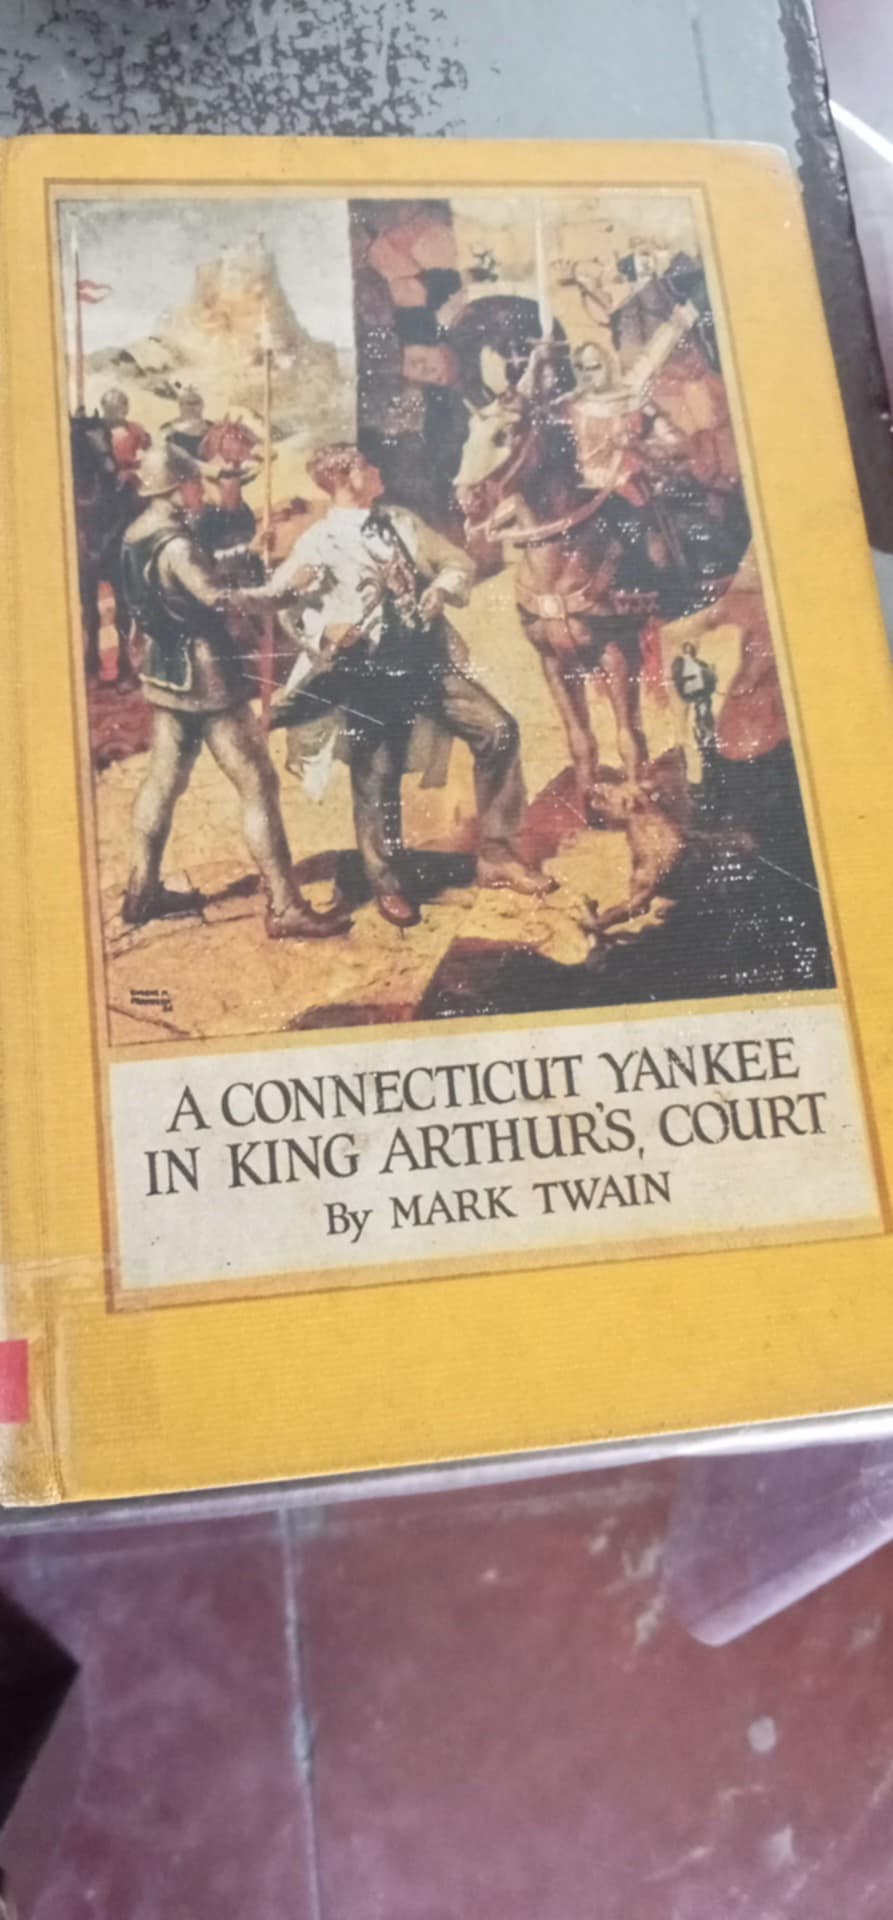 A CONNECTICUT YANKEE
IN KING ARTHUR'S, COURT
By MARK TWAIN